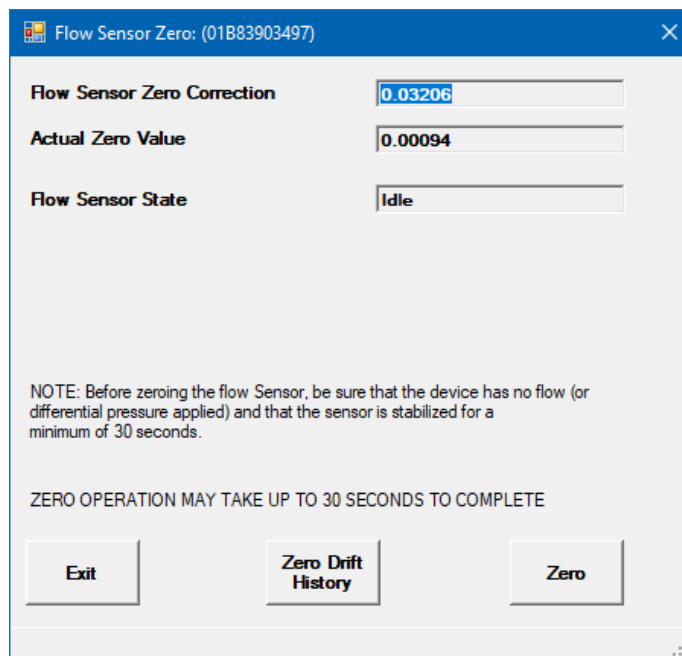 Flow Sensor Zero: (01B83903497)
Flow Sensor Zero Correction 0.03206
Actual Zero Value 0.00094
Flow Sensor State Idle
NOTE: Before zeroing the flow Sensor, be sure that the device has no flow (or
differential pressure applied) and that the sensor is stabilized for a
minimum of 30 seconds.
ZERO OPERATION MAY TAKE UP TO 30 SECONDS TO COMPLETE
Exit
Zero Drift
History
Zero